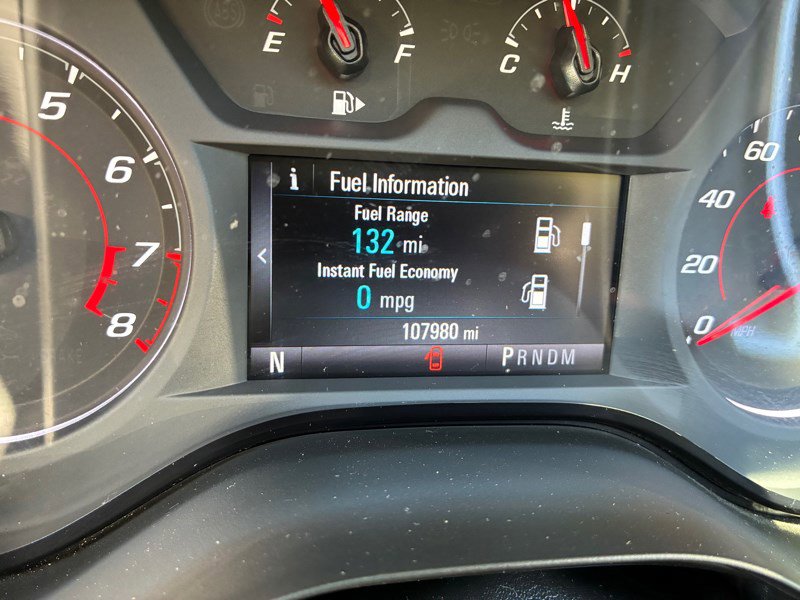 E F
C H
5
6
7
8
i Fuel Information
Fuel Range
132 mi
<
Instant Fuel Economy
0 mpg
107980 mi
N PRNDM
60
40
20
0
MPH